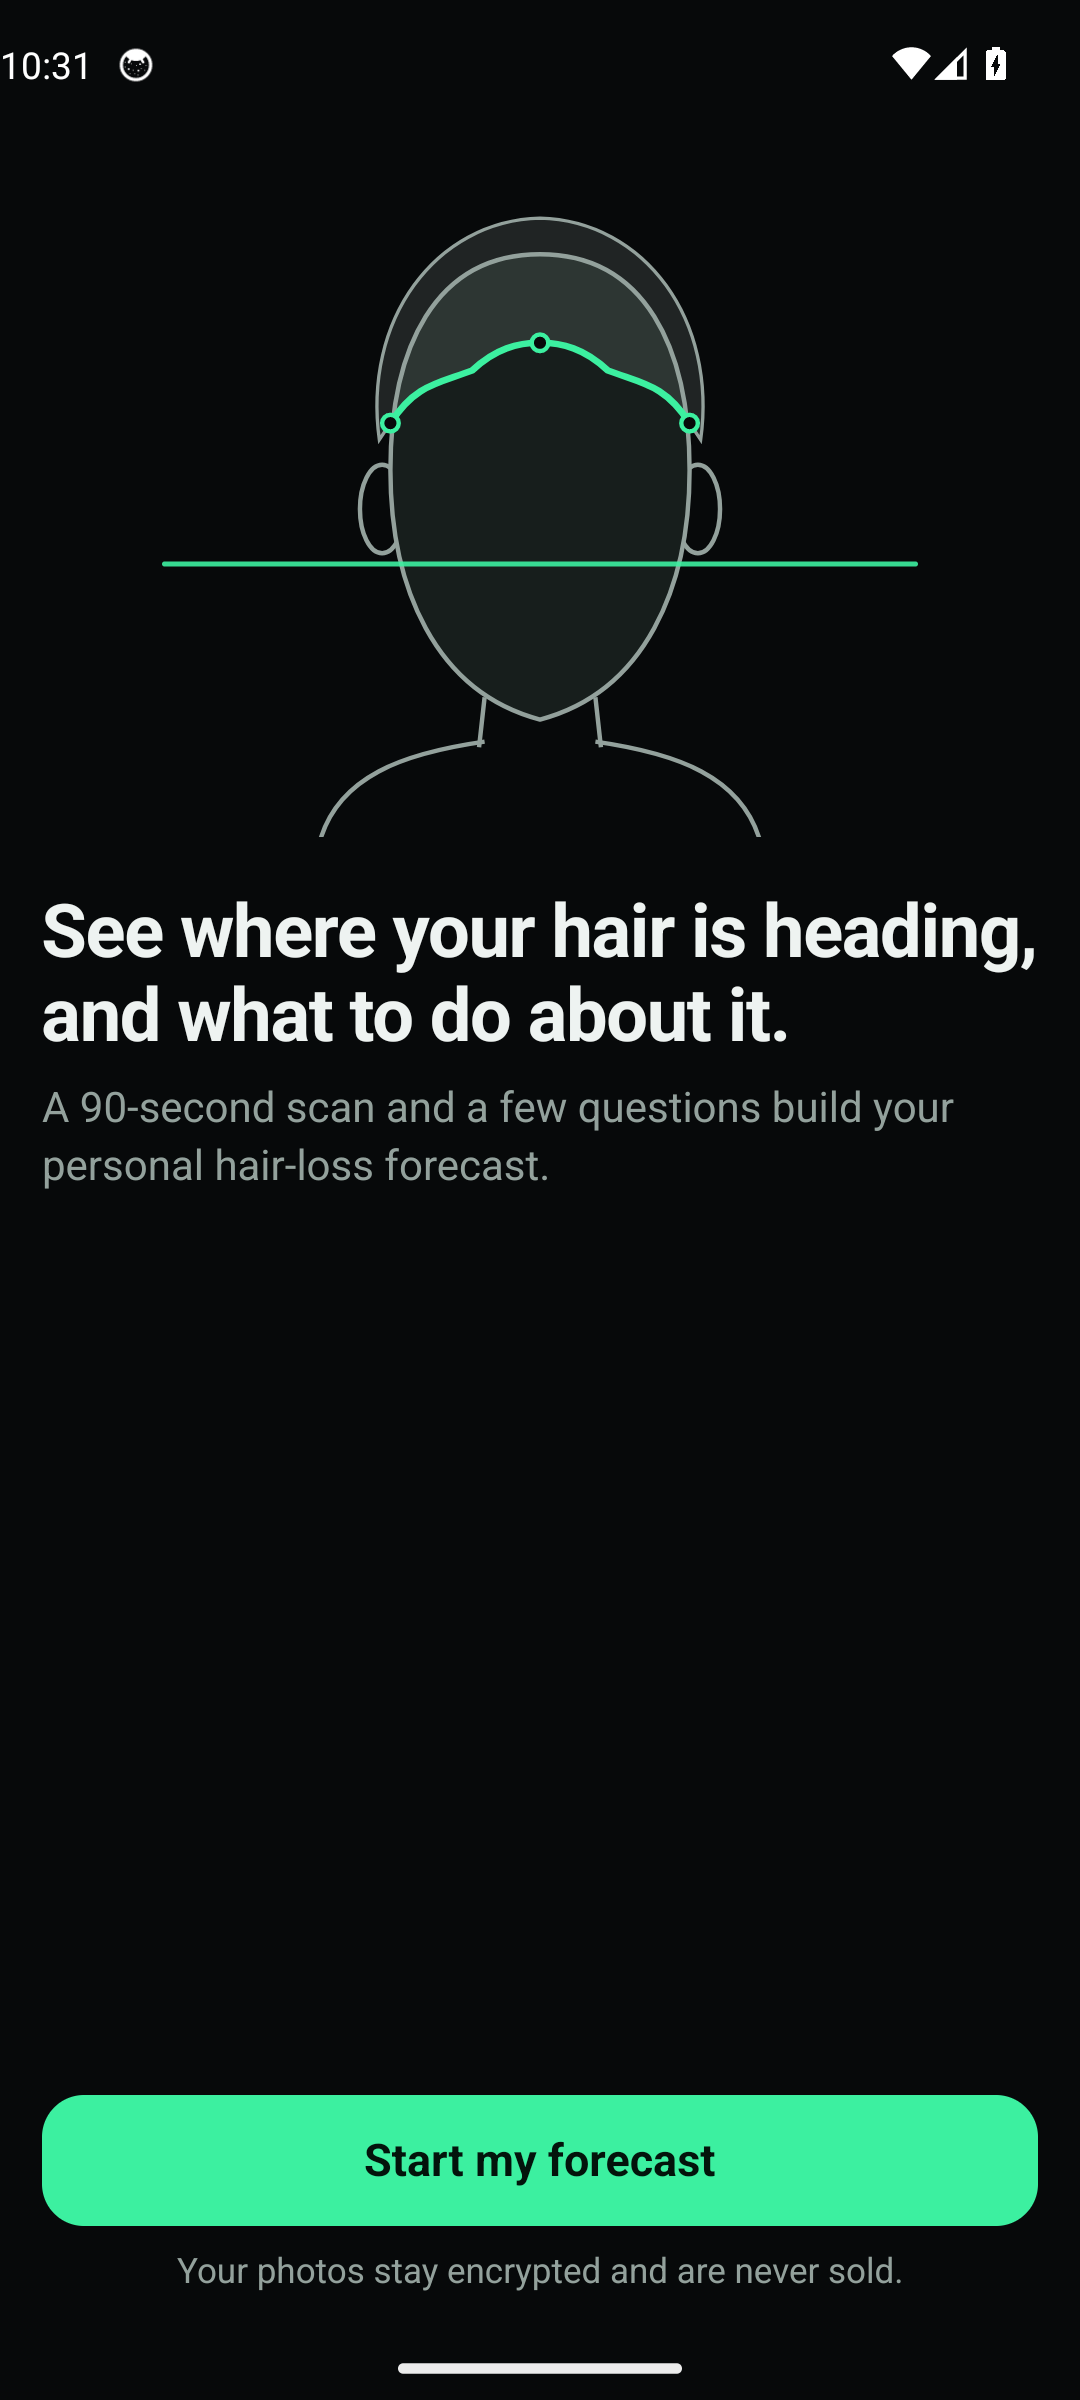 10:31
See where your hair is heading,
and what to do about it.
A 90-second scan and a few questions build your
personal hair-loss forecast.
Start my forecast
Your photos stay encrypted and are never sold.